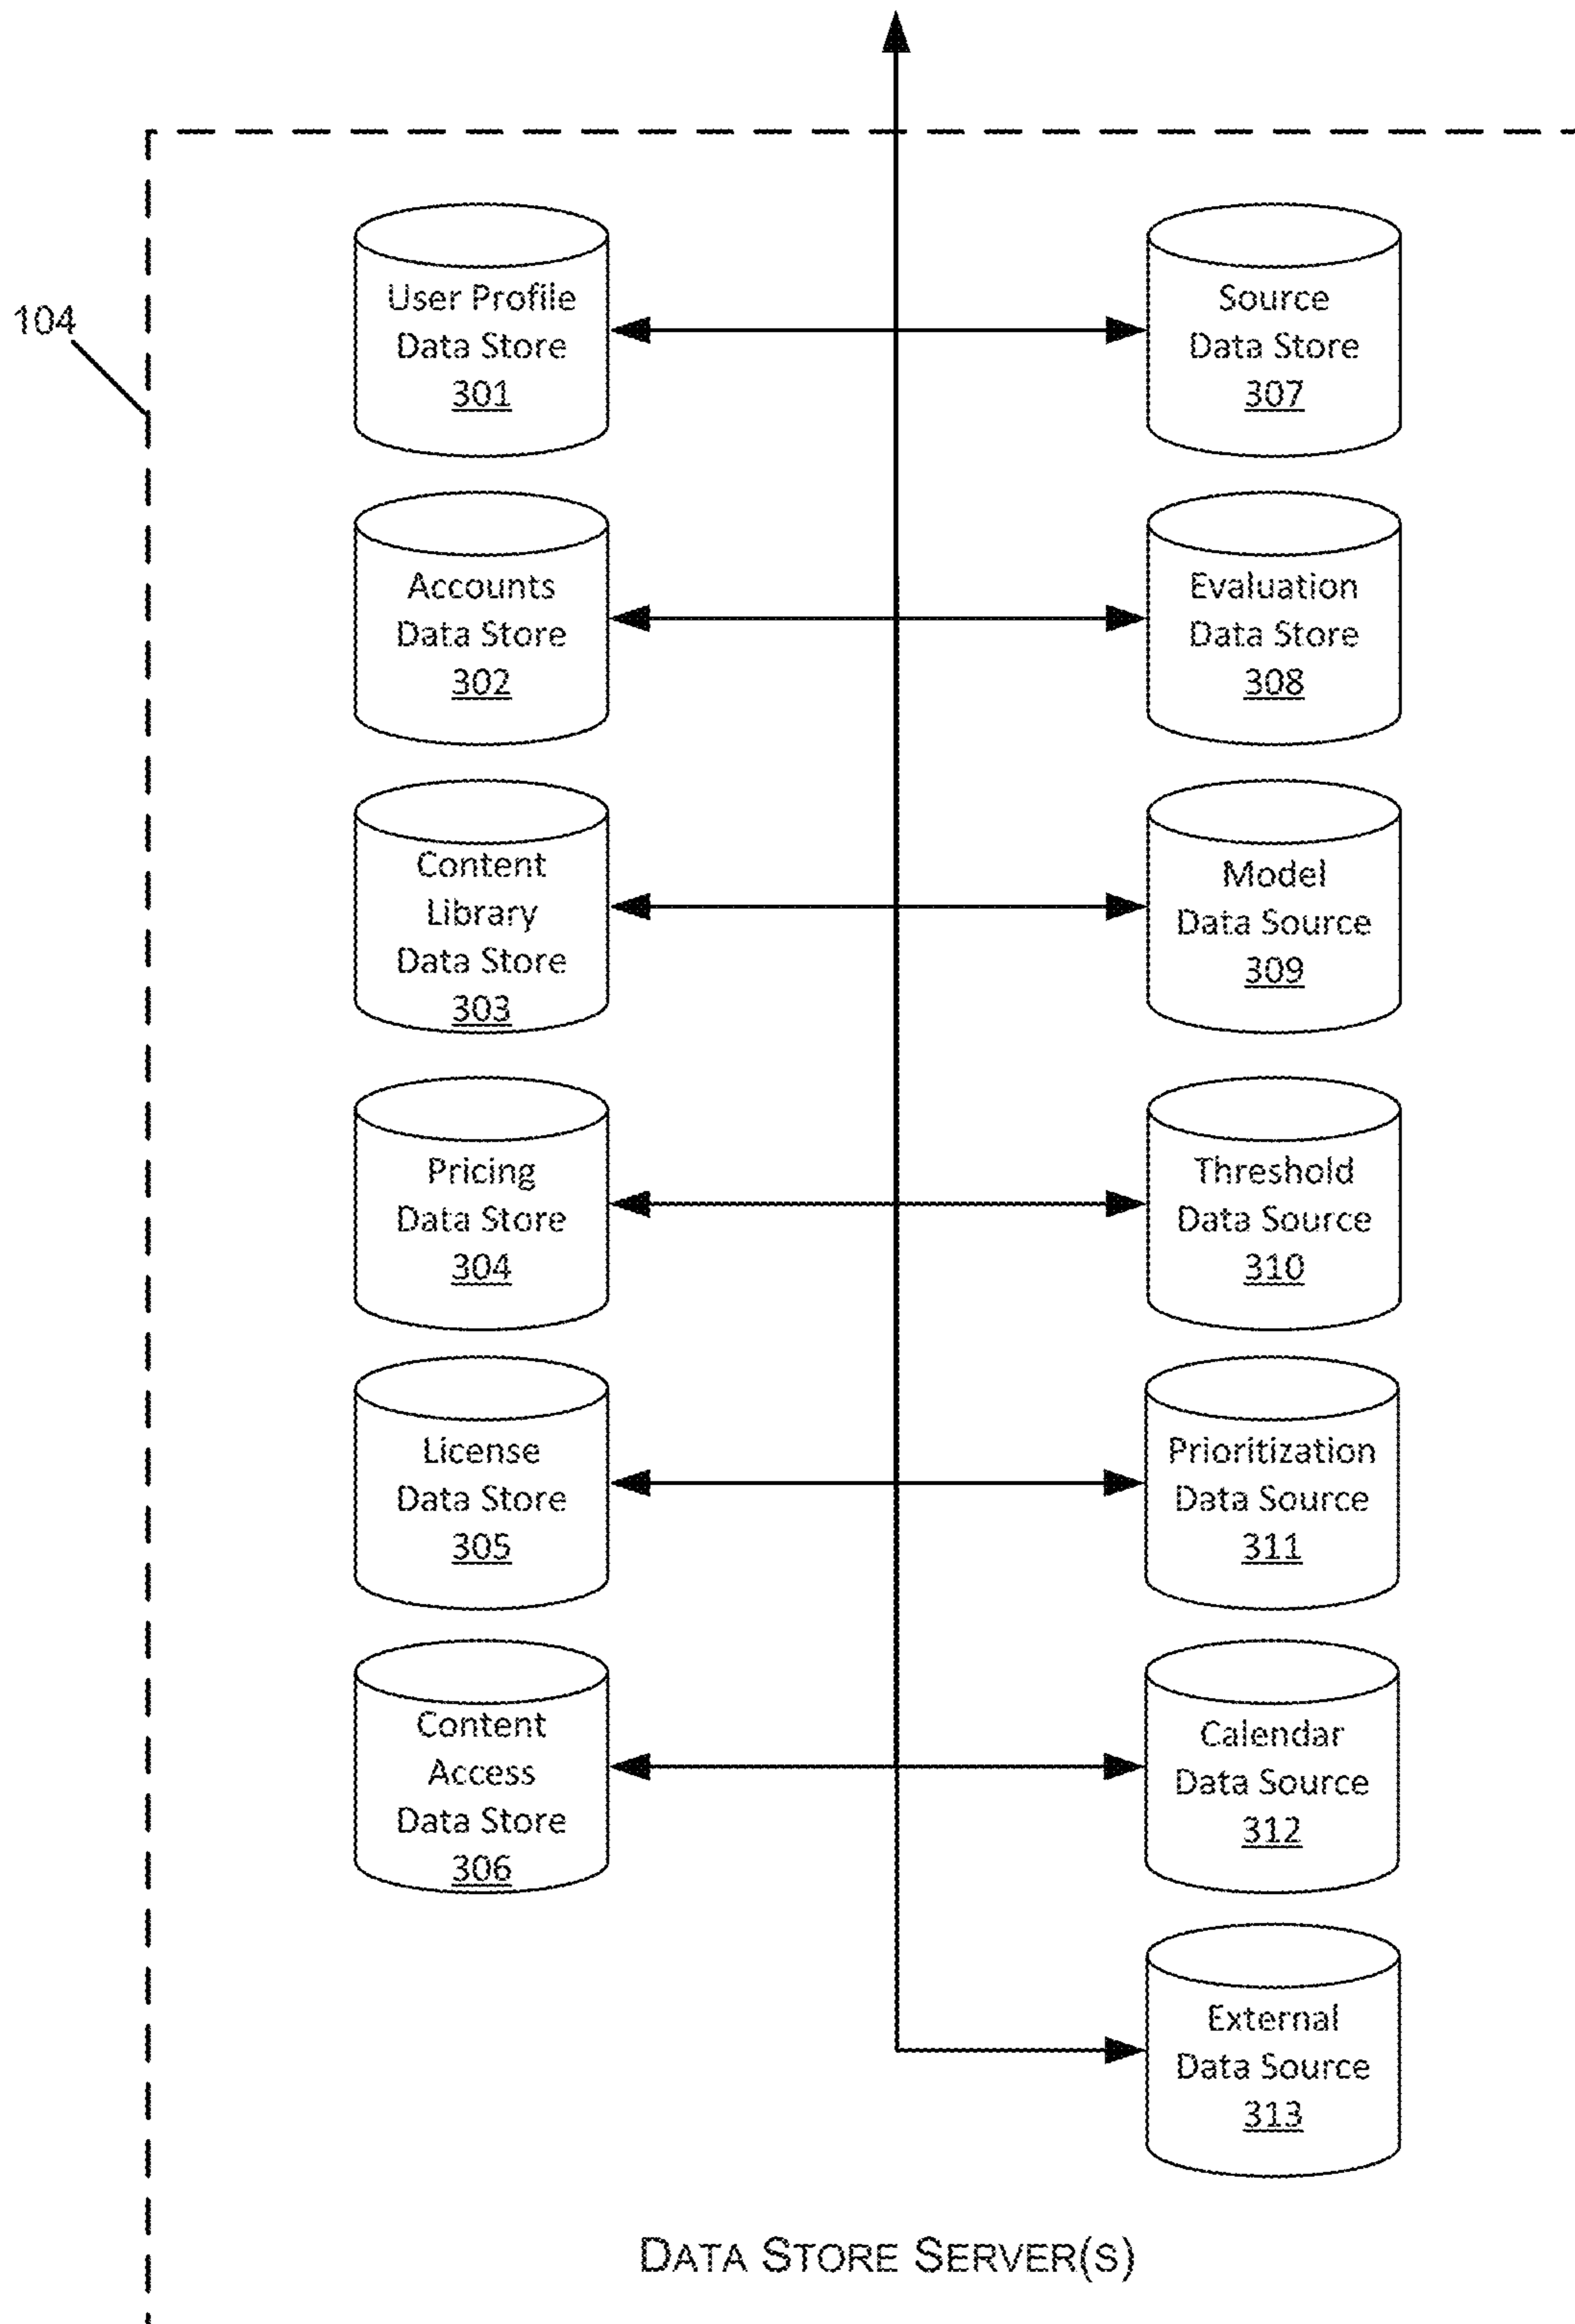 104
User Profile
Data Store
301
Source
Data Store
307
Accounts
Data Store
302
Evaluation
Data Store
308
Content
Library
Data Store
303
Model
Data Source
309
Pricing
Data Store
304
Threshold
Data Source
310
License
Data Store
305
Prioritization
Data Source
311
Content
Access
Data Store
306
Calendar
Data Source
312
External
Data Source
313
DATA STORE SERVER(S)